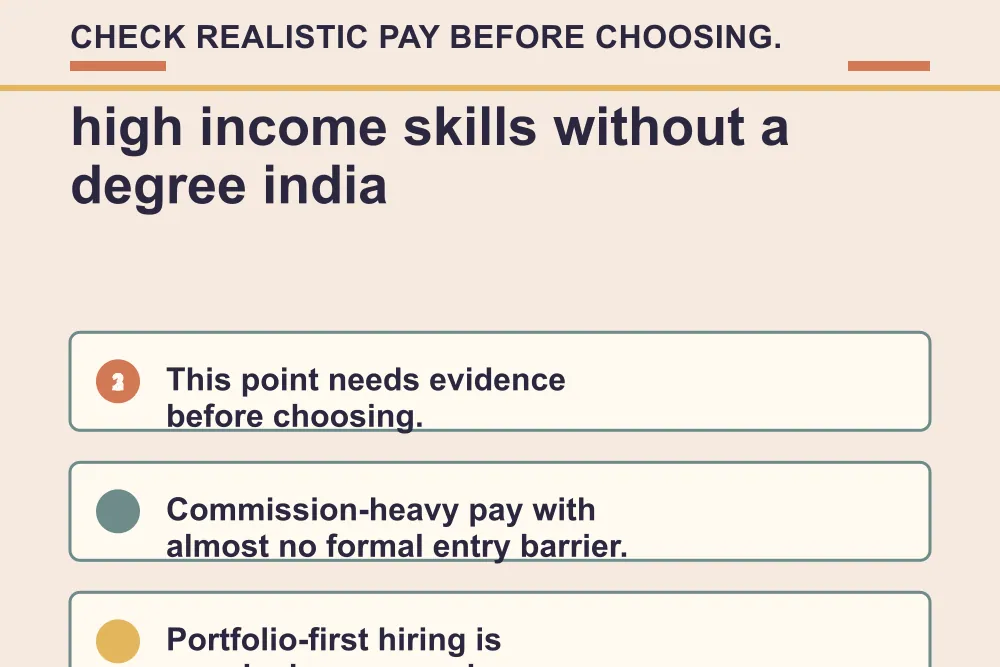 CHECK REALISTIC PAY BEFORE CHOOSING.
high income skills without a
degree india
This point needs evidence
before choosing.
Commission-heavy pay with
almost no formal entry barrier.
Portfolio-first hiring is